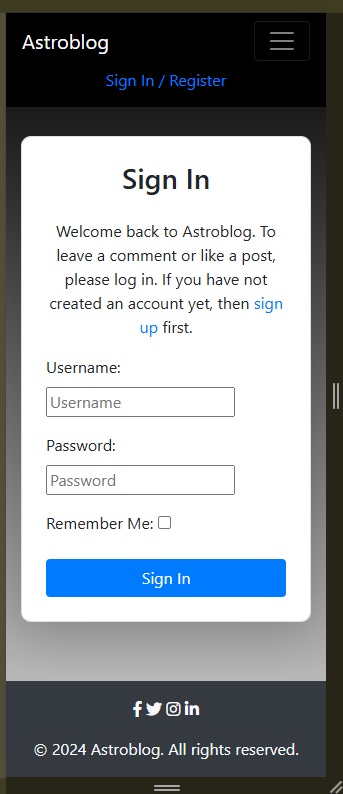 Astroblog
Sign In / Register
Sign In
Welcome back to Astroblog. To
leave a comment or like a post,
please log in. If you have not
created an account yet, then sign
up first.
Username:
Username
Password:
Password
Remember Me:
Sign In
© 2024 Astroblog. All rights reserved.